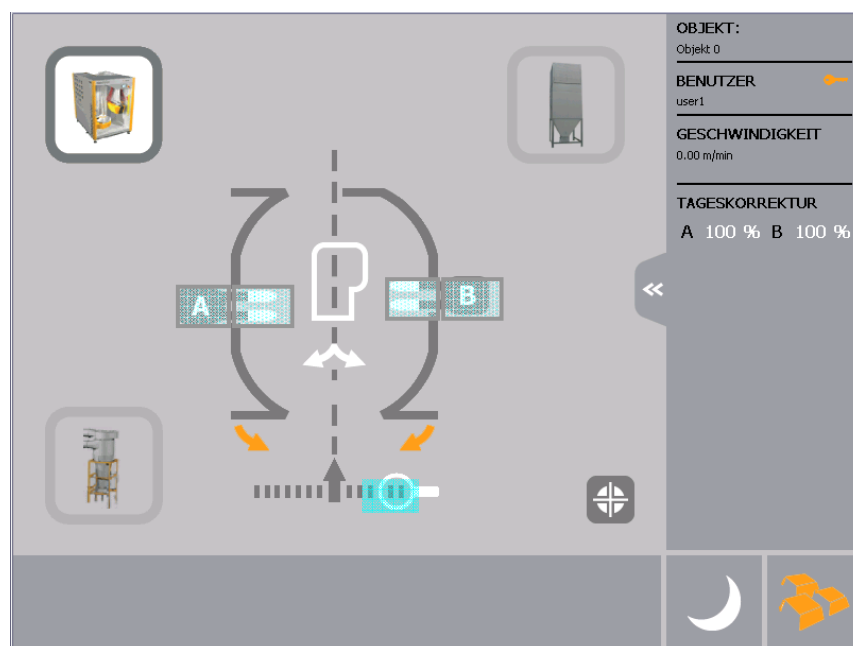 OBJEKT:
Objekt 0
BENUTZER
user1
GESCHWINDIGKEIT
0.00 m/min
TAGESKORREKTUR
A 100 % B 100 %
A
B